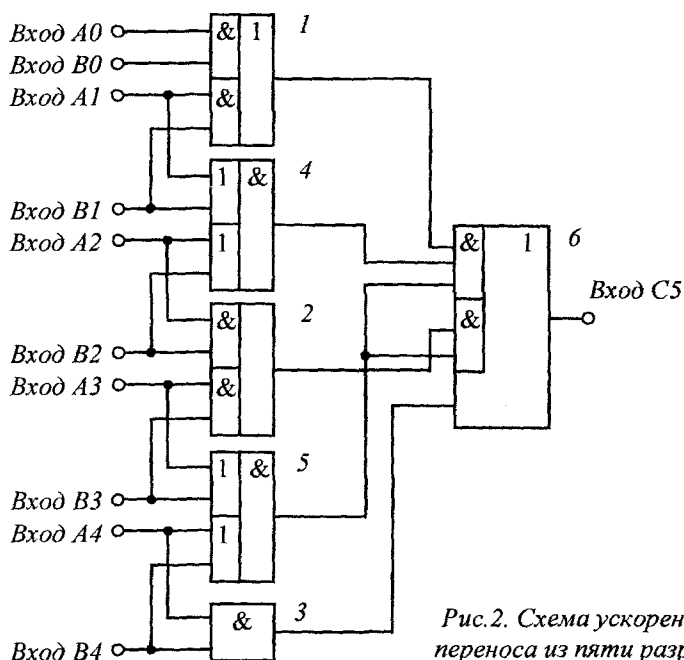 Вход A0
& 1 1
Вход B0
Вход A1
&
1 & 4
Вход B1
& 1 6
Вход A2
1
Вход C5
2
&
&
Вход B2
Вход A3
&
1 & 5
Вход B3
Вход A4
1
3
&
Вход B4
Рис.2. Схема ускорен
переноса из пяти разр